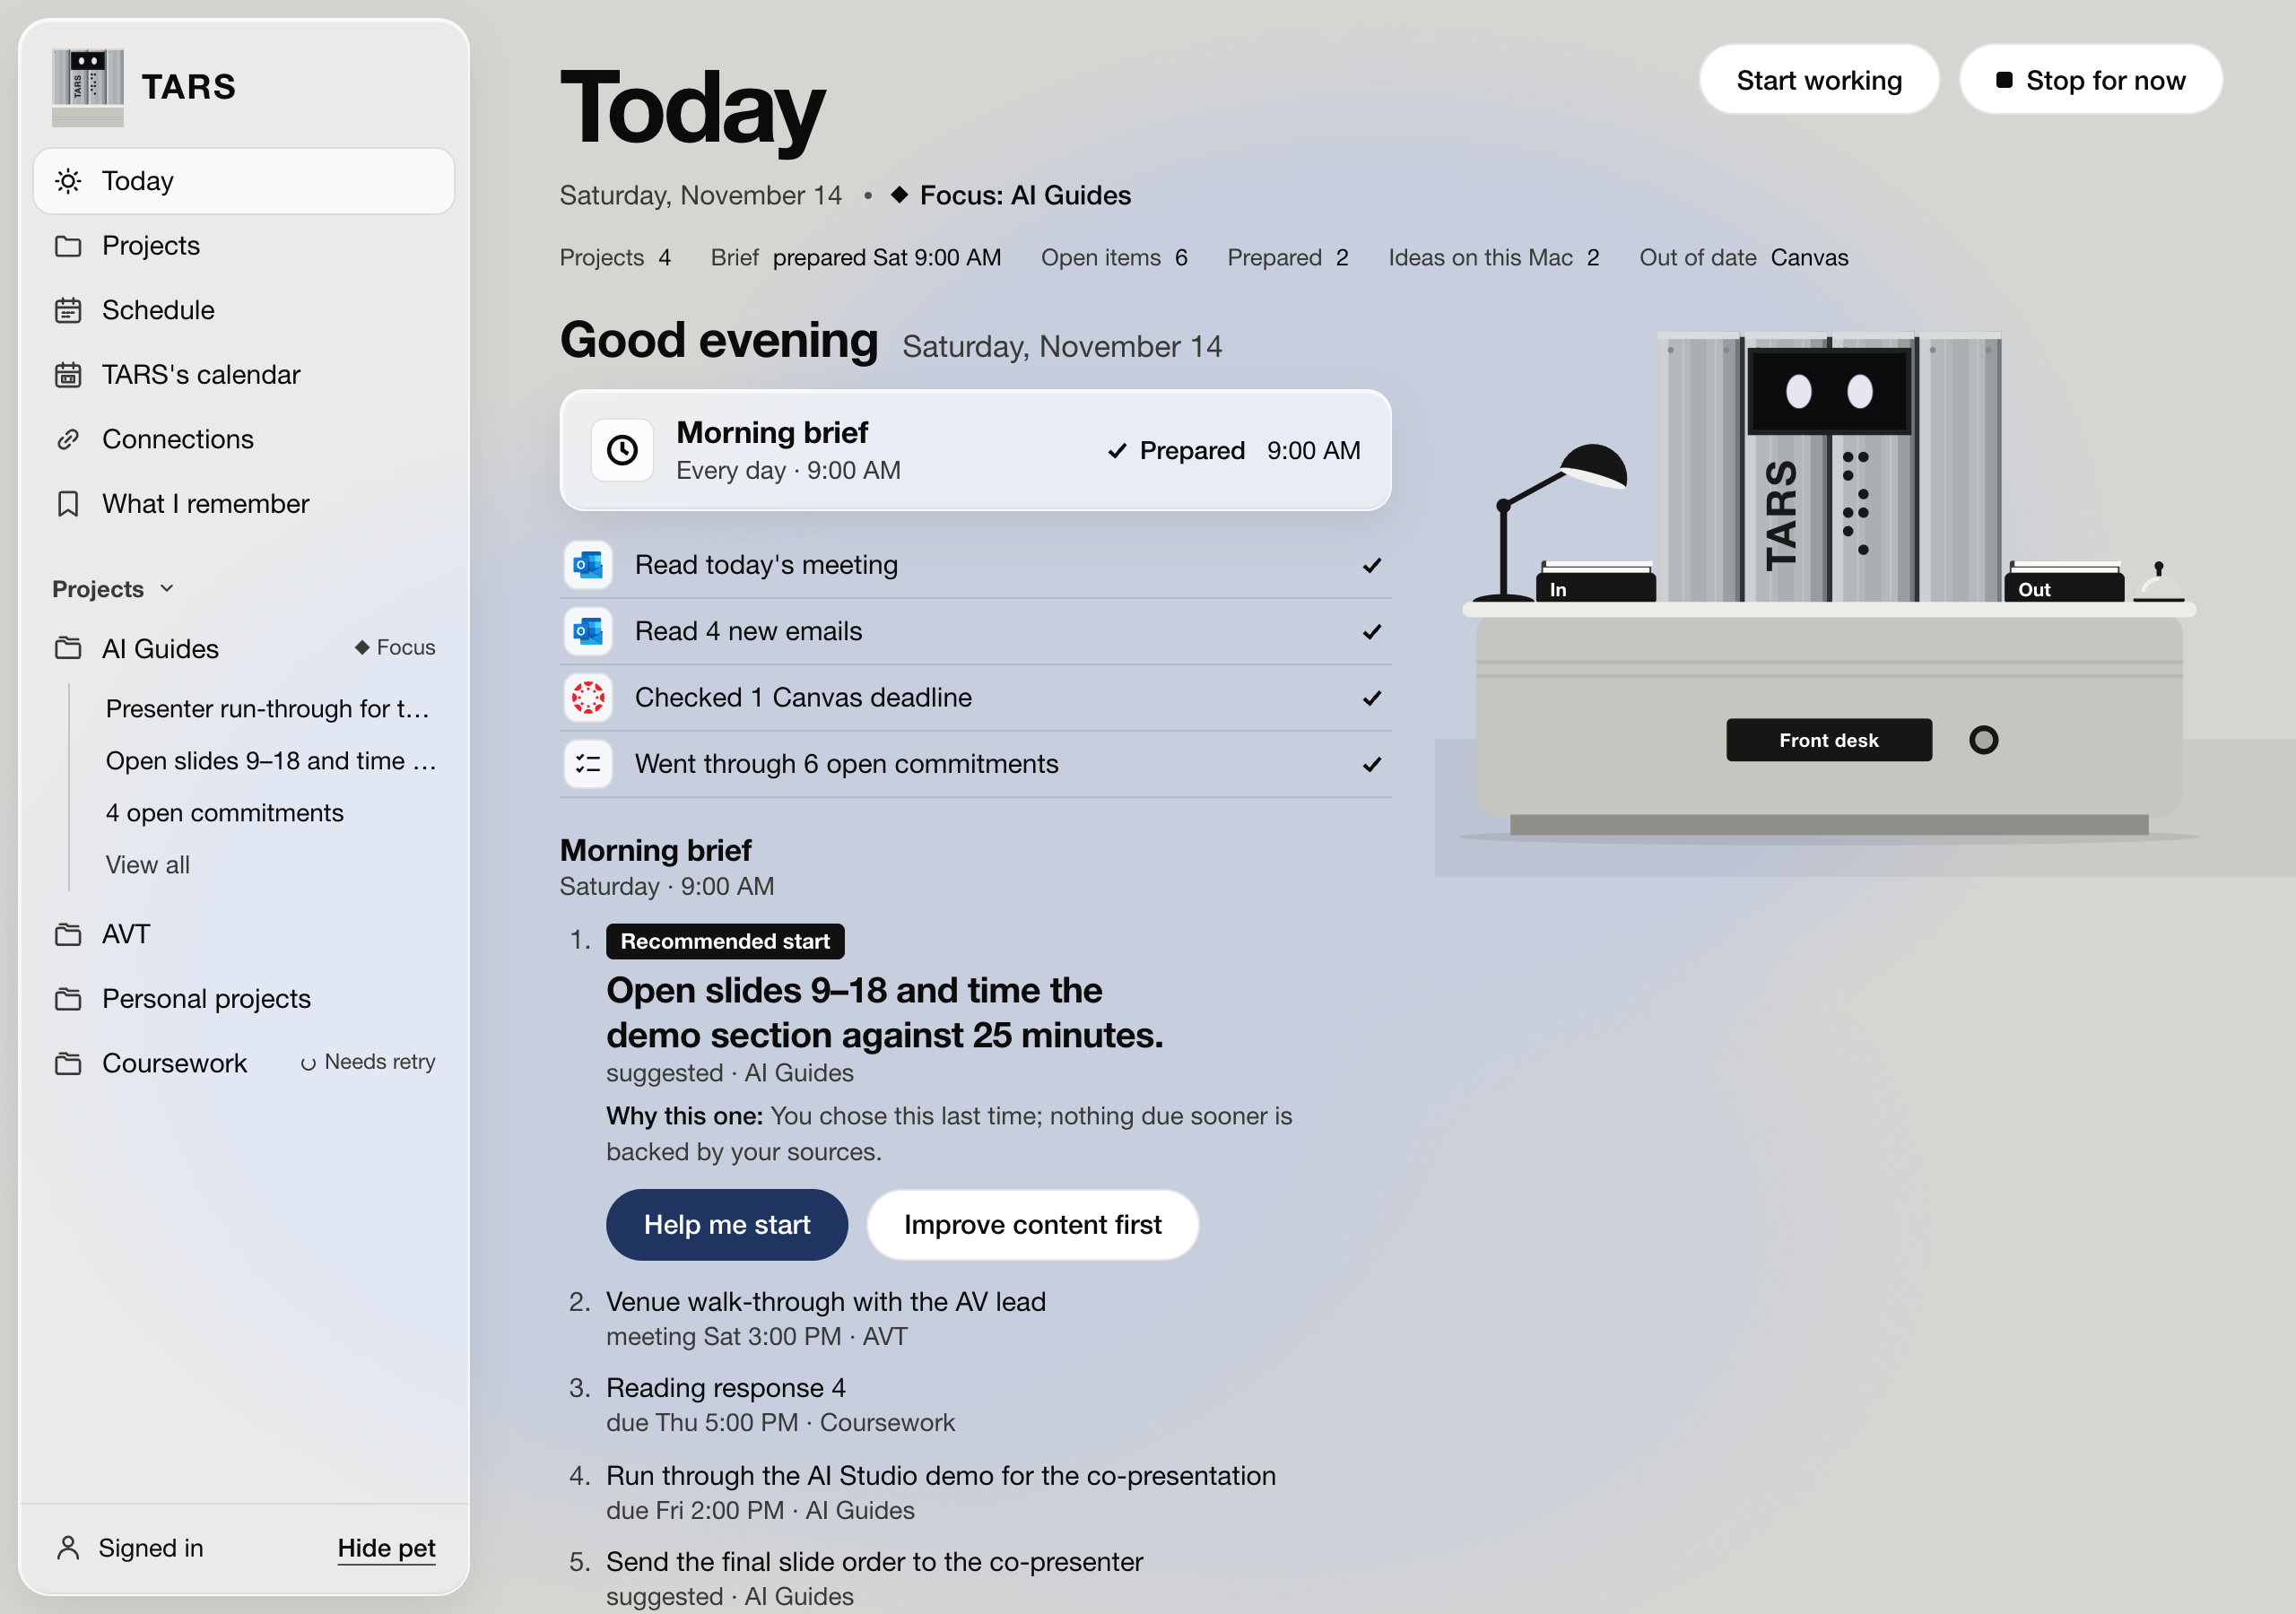 TARS
TARS
Today
Projects
Schedule
TARS's calendar
Connections
What I remember
Projects
AI Guides
Focus
Presenter run-through for t…
Open slides 9–18 and time …
4 open commitments
View all
AVT
Personal projects
Coursework
Needs retry
Signed in
Hide pet
Today
Start working
Stop for now
Saturday, November 14 • Focus: AI Guides
Projects 4 Brief prepared Sat 9:00 AM Open items 6 Prepared 2 Ideas on this Mac 2 Out of date Canvas
Good evening Saturday, November 14
Morning brief
Every day · 9:00 AM
Prepared 9:00 AM
Read today's meeting
Read 4 new emails
Checked 1 Canvas deadline
Went through 6 open commitments
TARS
In
Out
Front desk
Morning brief
Saturday · 9:00 AM
1. Recommended start
Open slides 9–18 and time the
demo section against 25 minutes.
suggested · AI Guides
Why this one: You chose this last time; nothing due sooner is
backed by your sources.
Help me start
Improve content first
2. Venue walk-through with the AV lead
meeting Sat 3:00 PM · AVT
3. Reading response 4
due Thu 5:00 PM · Coursework
4. Run through the AI Studio demo for the co-presentation
due Fri 2:00 PM · AI Guides
5. Send the final slide order to the co-presenter
suggested · AI Guides